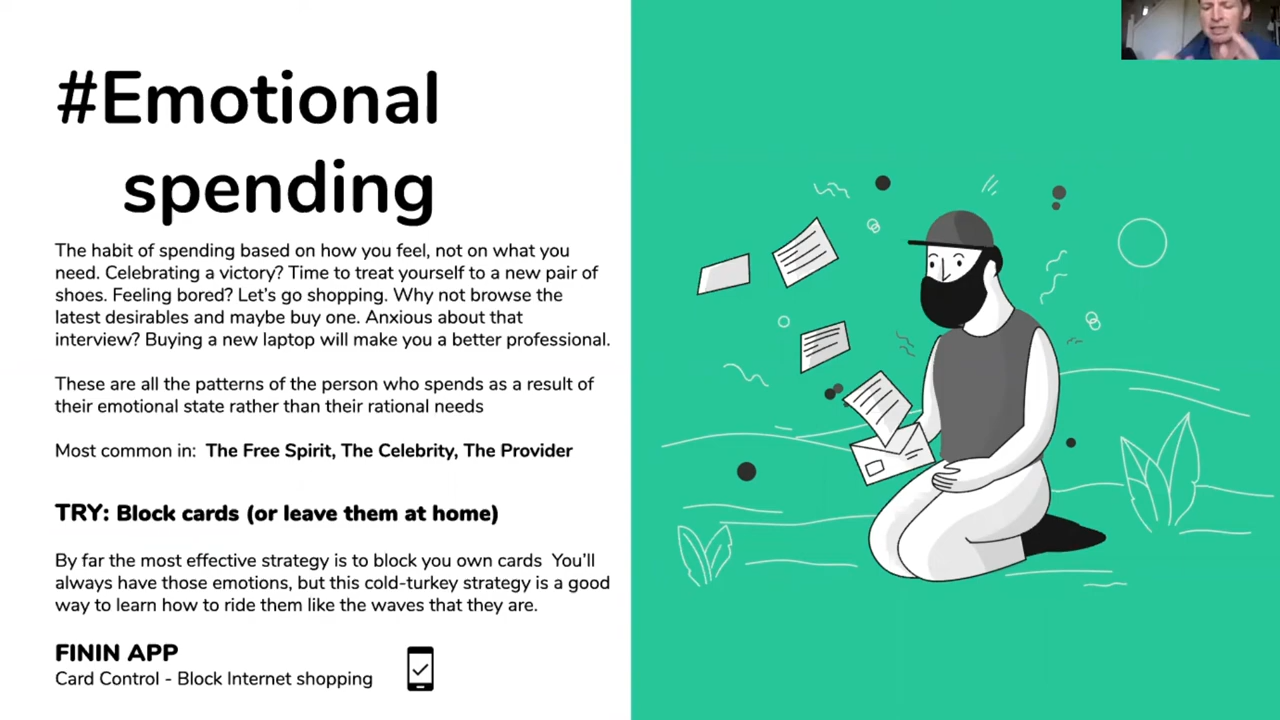 #Emotional
spending
The habit of spending based on how you feel, not on what you
need. Celebrating a victory? Time to treat yourself to a new pair of
shoes. Feeling bored? Let's go shopping. Why not browse the
latest desirables and maybe buy one. Anxious about that
interview? Buying a new laptop will make you a better professional.
These are all the patterns of the person who spends as a result of
their emotional state rather than their rational needs
Most common in: The Free Spirit, The Celebrity, The Provider
TRY: Block cards (or leave them at home)
By far the most effective strategy is to block you own cards You'll
always have those emotions, but this cold-turkey strategy is a good
way to learn how to ride them like the waves that they are.
FININ APP
Card Control - Block Internet shopping